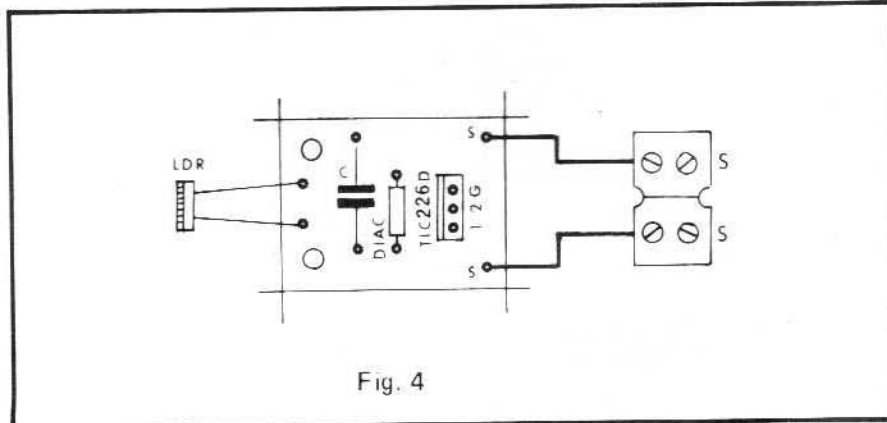 LDR
C
DIAC
TIC226D
1 2 G
S
S
S
S
Fig. 4